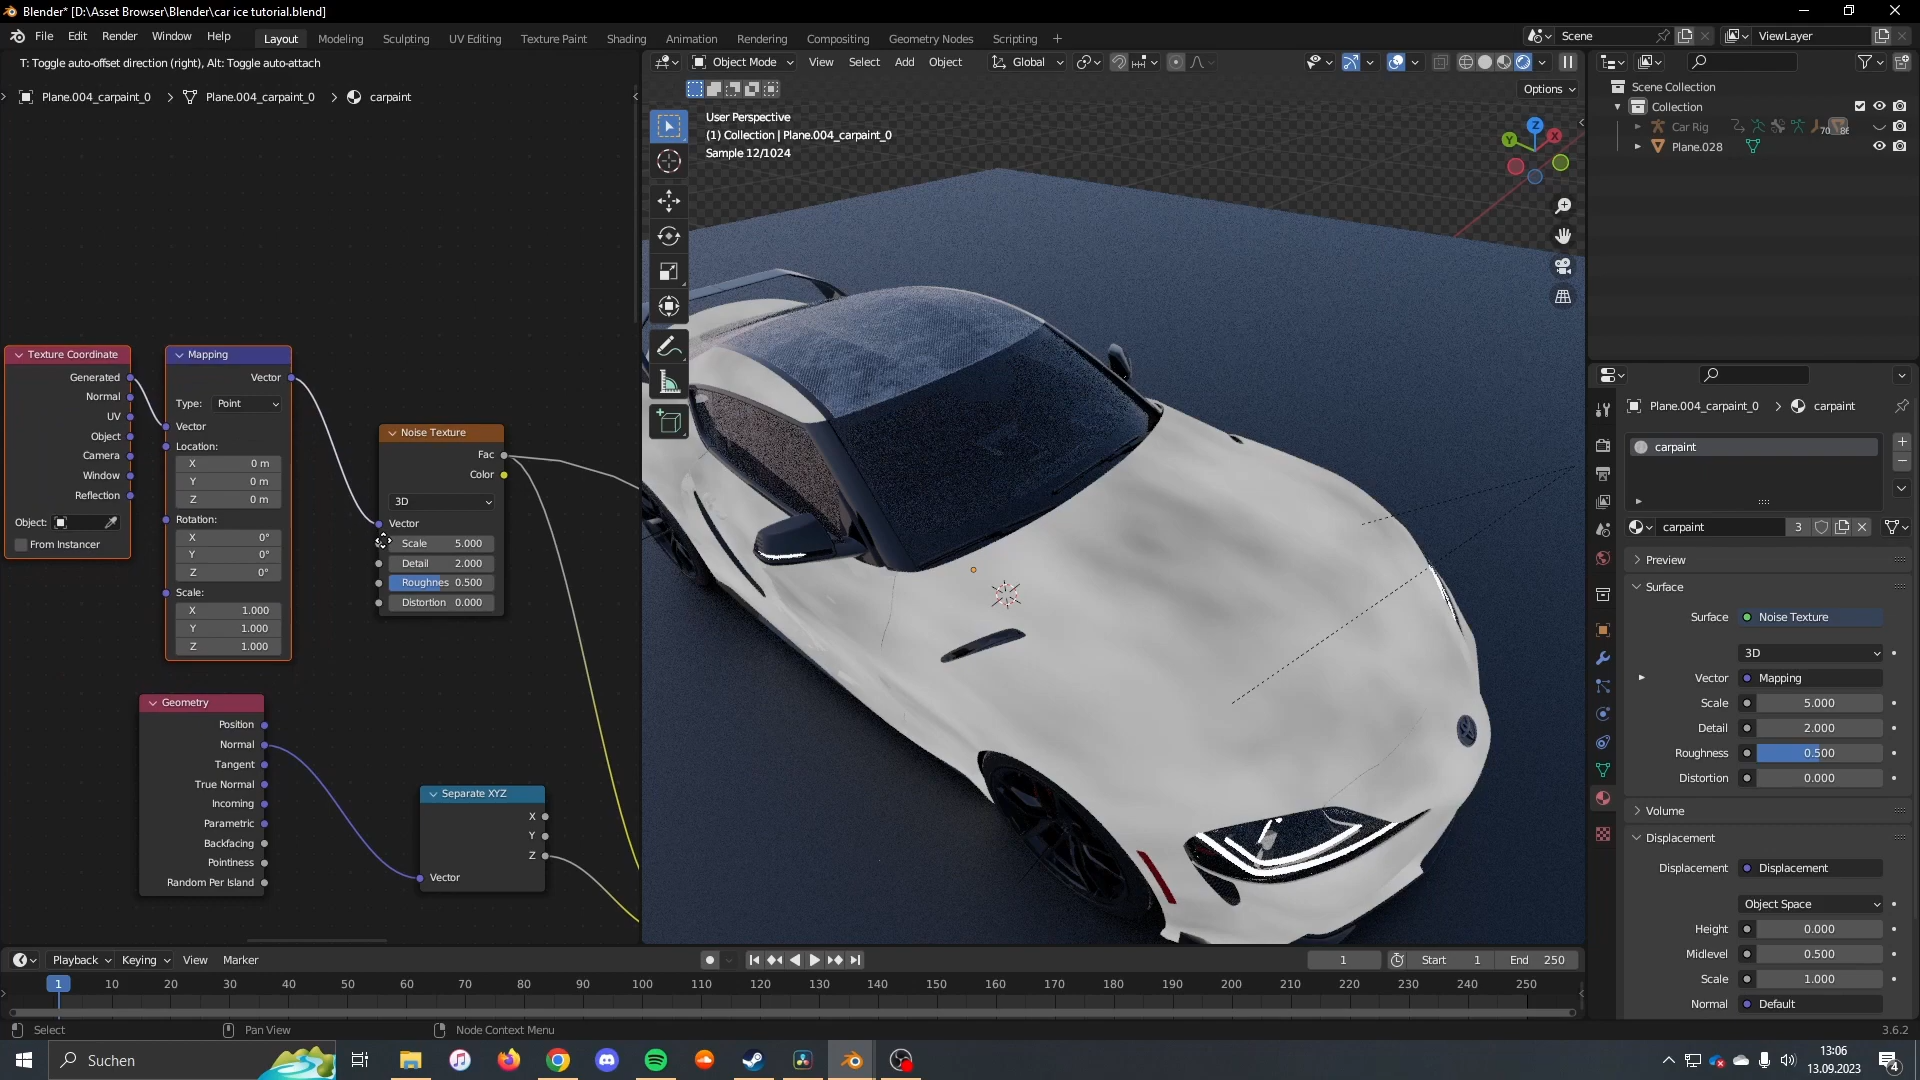 Blender* [D:\Asset Browser\Blender\car ice tutorial.blend]
File Edit Render Window Help
Layout Modeling Sculpting UV Editing Texture Paint Shading Animation Rendering Compositing Geometry Nodes Scripting
Scene
ViewLayer
T: Toggle auto-offset direction (right), Alt: Toggle auto-attach
Plane.004_carpaint_0 Plane.004_carpaint_0 carpaint
Object Mode View Select Add Object Global
Options
User Perspective
(1) Collection | Plane.004_carpaint_0
Sample 12/1024
Z
Y
X
Texture Coordinate
Generated
Normal
UV
Object
Camera
Window
Reflection
Object:
From Instancer
Mapping
Vector
Type: Point
Vector
Location:
X 0 m
Y 0 m
Z 0 m
Rotation:
X 0°
Y 0°
Z 0°
Scale:
X 1.000
Y 1.000
Z 1.000
Noise Texture
Fac
Color
3D
Vector
Scale 5.000
Detail 2.000
Roughnes 0.500
Distortion 0.000
Geometry
Position
Normal
Tangent
True Normal
Incoming
Parametric
Backfacing
Pointiness
Random Per Island
Separate XYZ
X
Y
Z
Vector
Scene Collection
Collection
Car Rig 70 86
Plane.028
Plane.004_carpaint_0 carpaint
carpaint
carpaint 3
Preview
Surface
Surface Noise Texture
3D
Vector Mapping
Scale 5.000
Detail 2.000
Roughness 0.500
Distortion 0.000
Volume
Displacement
Displacement Displacement
Object Space
Height 0.000
Midlevel 0.500
Scale 1.000
Normal Default
Playback Keying View Marker
1 Start 1 End 250
1 10 20 30 40 50 60 70 80 90 100 110 120 130 140 150 160 170 180 190 200 210 220 230 240 250
Select Pan View Node Context Menu
3.6.2
Suchen
13:06
13.09.2023
4